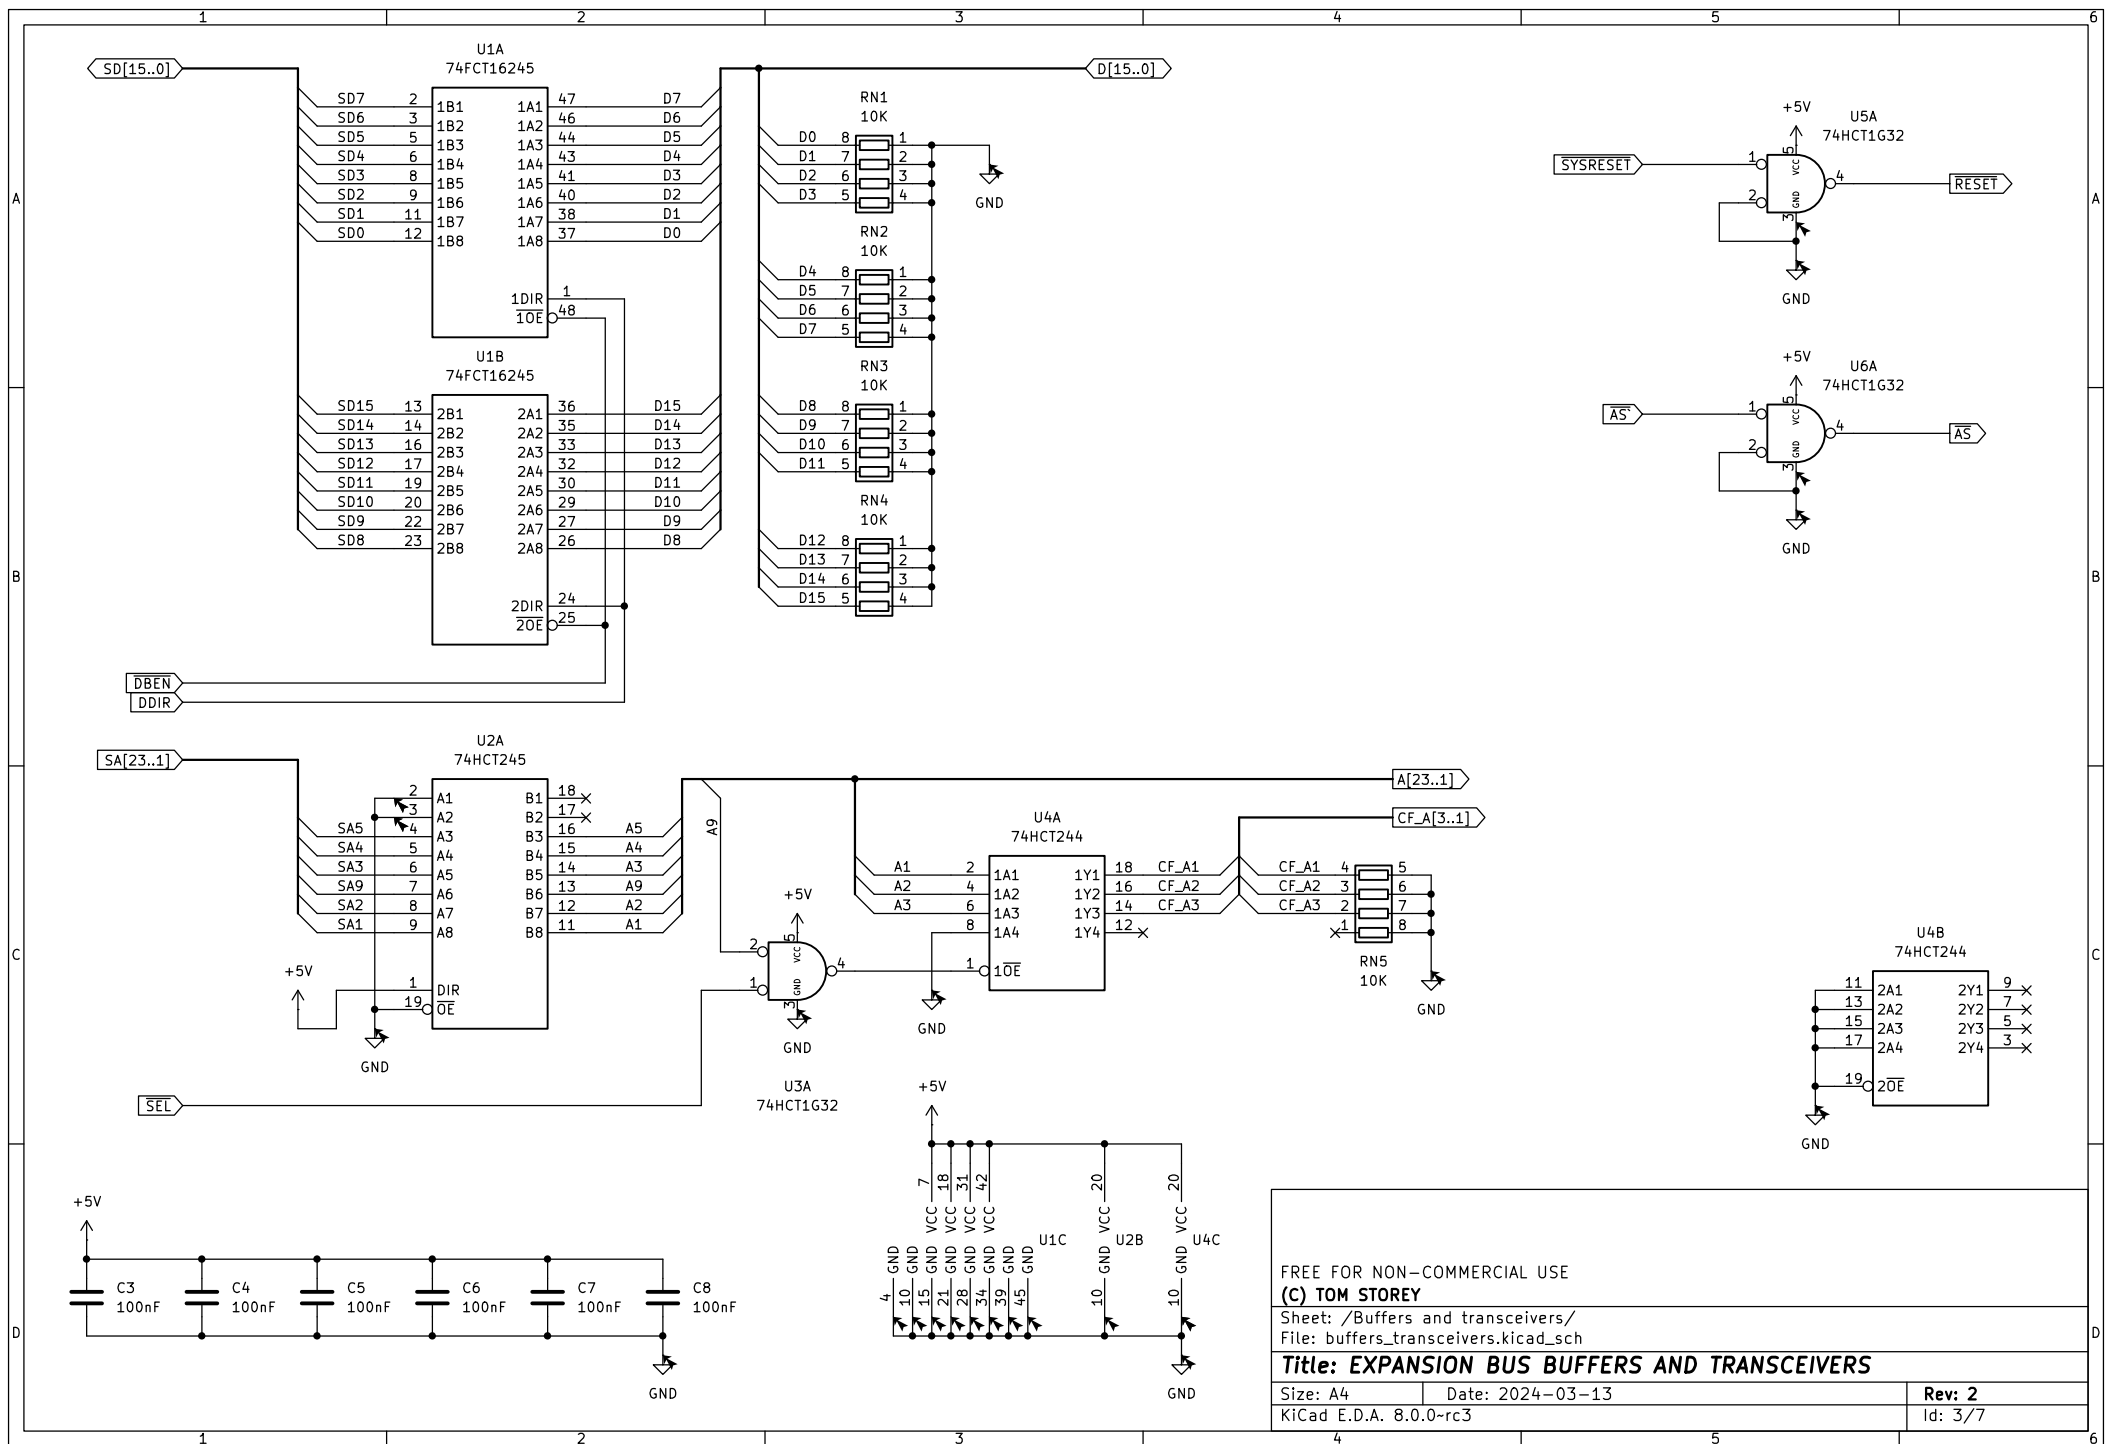 1 2 3 4 5 6
A
B
C
D
U1A
74FCT16245
SD[15..0]
D[15..0]
SD7 2 1B1 1A1 47 D7
SD6 3 1B2 1A2 46 D6
SD5 5 1B3 1A3 44 D5
SD4 6 1B4 1A4 43 D4
SD3 8 1B5 1A5 41 D3
SD2 9 1B6 1A6 40 D2
SD1 11 1B7 1A7 38 D1
SD0 12 1B8 1A8 37 D0
1DIR 1
1OE 48
U1B
74FCT16245
SD15 13 2B1 2A1 36 D15
SD14 14 2B2 2A2 35 D14
SD13 16 2B3 2A3 33 D13
SD12 17 2B4 2A4 32 D12
SD11 19 2B5 2A5 30 D11
SD10 20 2B6 2A6 29 D10
SD9 22 2B7 2A7 27 D9
SD8 23 2B8 2A8 26 D8
2DIR 24
2OE 25
DBEN
DDIR
RN1
10K
D0 8 1
D1 7 2
D2 6 3
D3 5 4
GND
RN2
10K
D4 8 1
D5 7 2
D6 6 3
D7 5 4
RN3
10K
D8 8 1
D9 7 2
D10 6 3
D11 5 4
RN4
10K
D12 8 1
D13 7 2
D14 6 3
D15 5 4
+5V
U5A
74HCT1G32
SYSRESET 1 5 VCC
2 GND 3
4 RESET
GND
+5V
U6A
74HCT1G32
AS` 1 5 VCC
2 GND 3
4 AS
GND
U2A
74HCT245
SA[23..1]
2 A1 B1 18
3 A2 B2 17
SA5 4 A3 B3 16 A5
SA4 5 A4 B4 15 A4
SA3 6 A5 B5 14 A3
SA9 7 A6 B6 13 A9
SA2 8 A7 B7 12 A2
SA1 9 A8 B8 11 A1
+5V
1 DIR
19 OE
GND
SEL
A9
+5V
2 5 VCC
1 GND 3
4
GND
U3A
74HCT1G32
A[23..1]
CF_A[3..1]
U4A
74HCT244
A1 2 1A1 1Y1 18 CF_A1
A2 4 1A2 1Y2 16 CF_A2
A3 6 1A3 1Y3 14 CF_A3
8 1A4 1Y4 12
1 1OE
GND
CF_A1 4 5
CF_A2 3 6
CF_A3 2 7
1 8
RN5
10K
GND
U4B
74HCT244
11 2A1 2Y1 9
13 2A2 2Y2 7
15 2A3 2Y3 5
17 2A4 2Y4 3
19 2OE
GND
+5V
7 18 31 42 20 20
VCC VCC VCC VCC VCC VCC
GND GND GND GND GND GND GND GND U1C GND U2B GND U4C
4 10 15 21 28 34 39 45 10 10
GND
+5V
C3 C4 C5 C6 C7 C8
100nF 100nF 100nF 100nF 100nF 100nF
GND
FREE FOR NON-COMMERCIAL USE
(C) TOM STOREY
Sheet: /Buffers and transceivers/
File: buffers_transceivers.kicad_sch
Title: EXPANSION BUS BUFFERS AND TRANSCEIVERS
Size: A4 Date: 2024-03-13 Rev: 2
KiCad E.D.A. 8.0.0~rc3 Id: 3/7
A
B
C
D
1 2 3 4 5 6